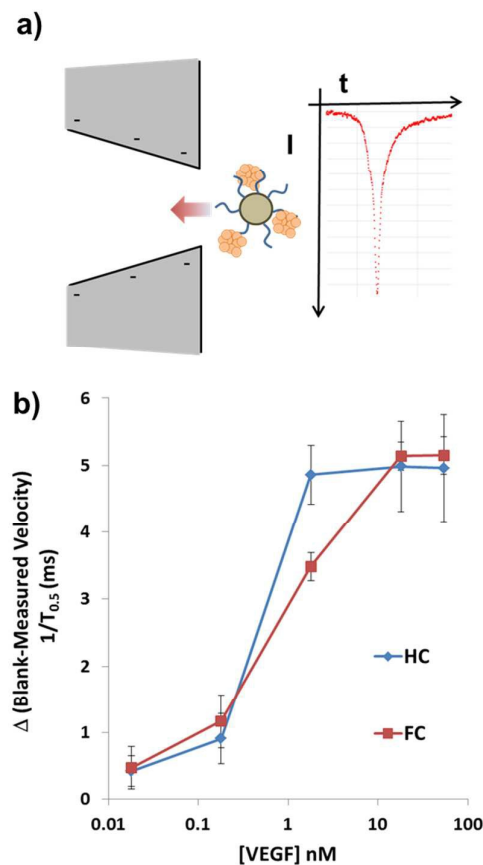 a)
t
I
-
-
-
-
-
-
b)
Δ (Blank-Measured Velocity)
1/T0.5 (ms)
6
5
4
3
2
1
0
HC
FC
0.01 0.1 1 10 100
[VEGF] nM